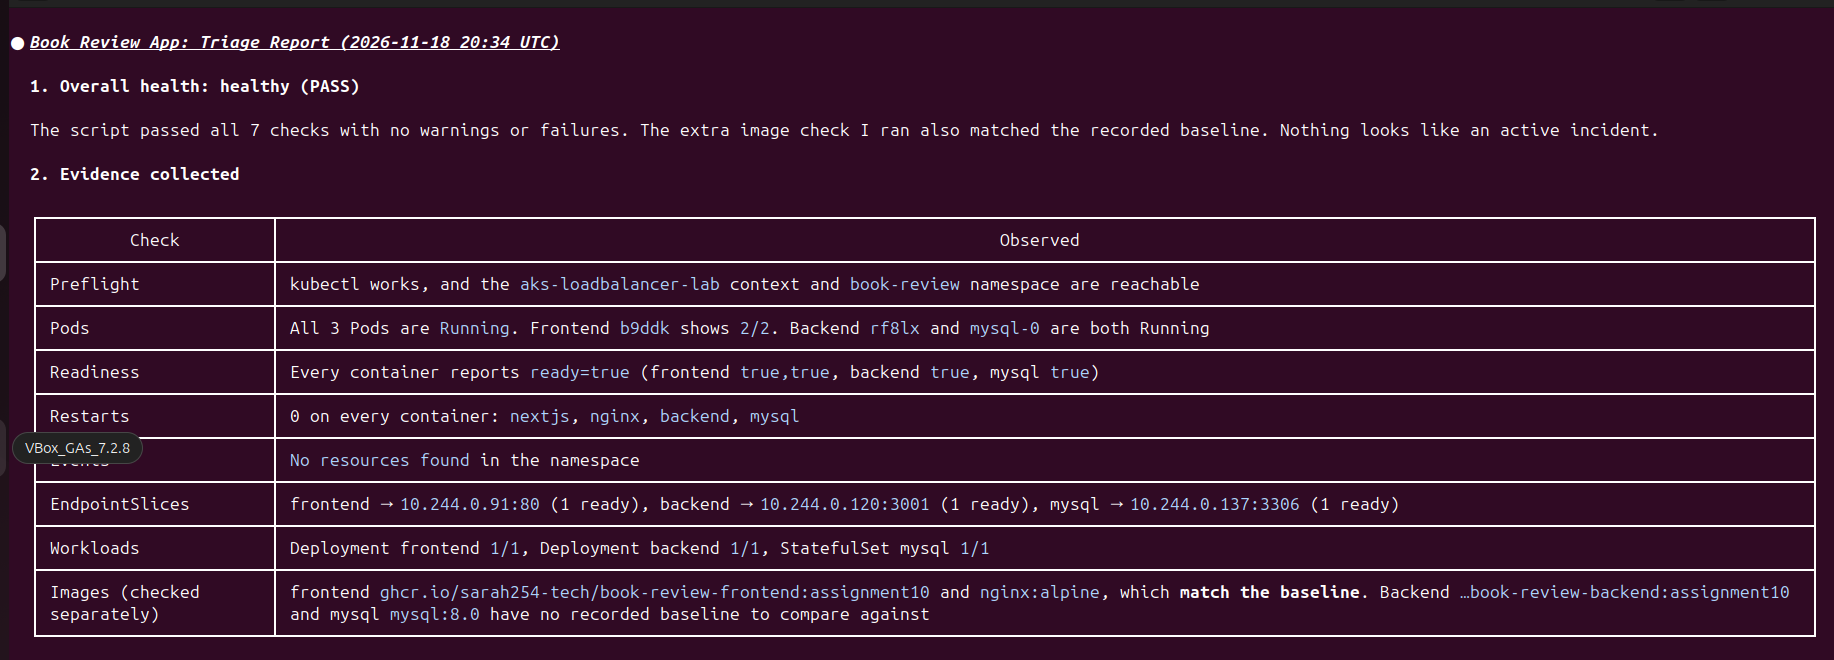 Book Review App: Triage Report (2026-11-18 20:34 UTC)
1. Overall health: healthy (PASS)
The script passed all 7 checks with no warnings or failures. The extra image check I ran also matched the recorded baseline. Nothing looks like an active incident.
2. Evidence collected
Check Observed
Preflight kubectl works, and the aks-loadbalancer-lab context and book-review namespace are reachable
Pods All 3 Pods are Running. Frontend b9ddk shows 2/2. Backend rf8lx and mysql-0 are both Running
Readiness Every container reports ready=true (frontend true,true, backend true, mysql true)
Restarts 0 on every container: nextjs, nginx, backend, mysql
VBox_GAs_7.2.8
No resources found in the namespace
EndpointSlices frontend → 10.244.0.91:80 (1 ready), backend → 10.244.0.120:3001 (1 ready), mysql → 10.244.0.137:3306 (1 ready)
Workloads Deployment frontend 1/1, Deployment backend 1/1, StatefulSet mysql 1/1
Images (checked frontend ghcr.io/sarah254-tech/book-review-frontend:assignment10 and nginx:alpine, which match the baseline. Backend …book-review-backend:assignment10
separately) and mysql mysql:8.0 have no recorded baseline to compare against